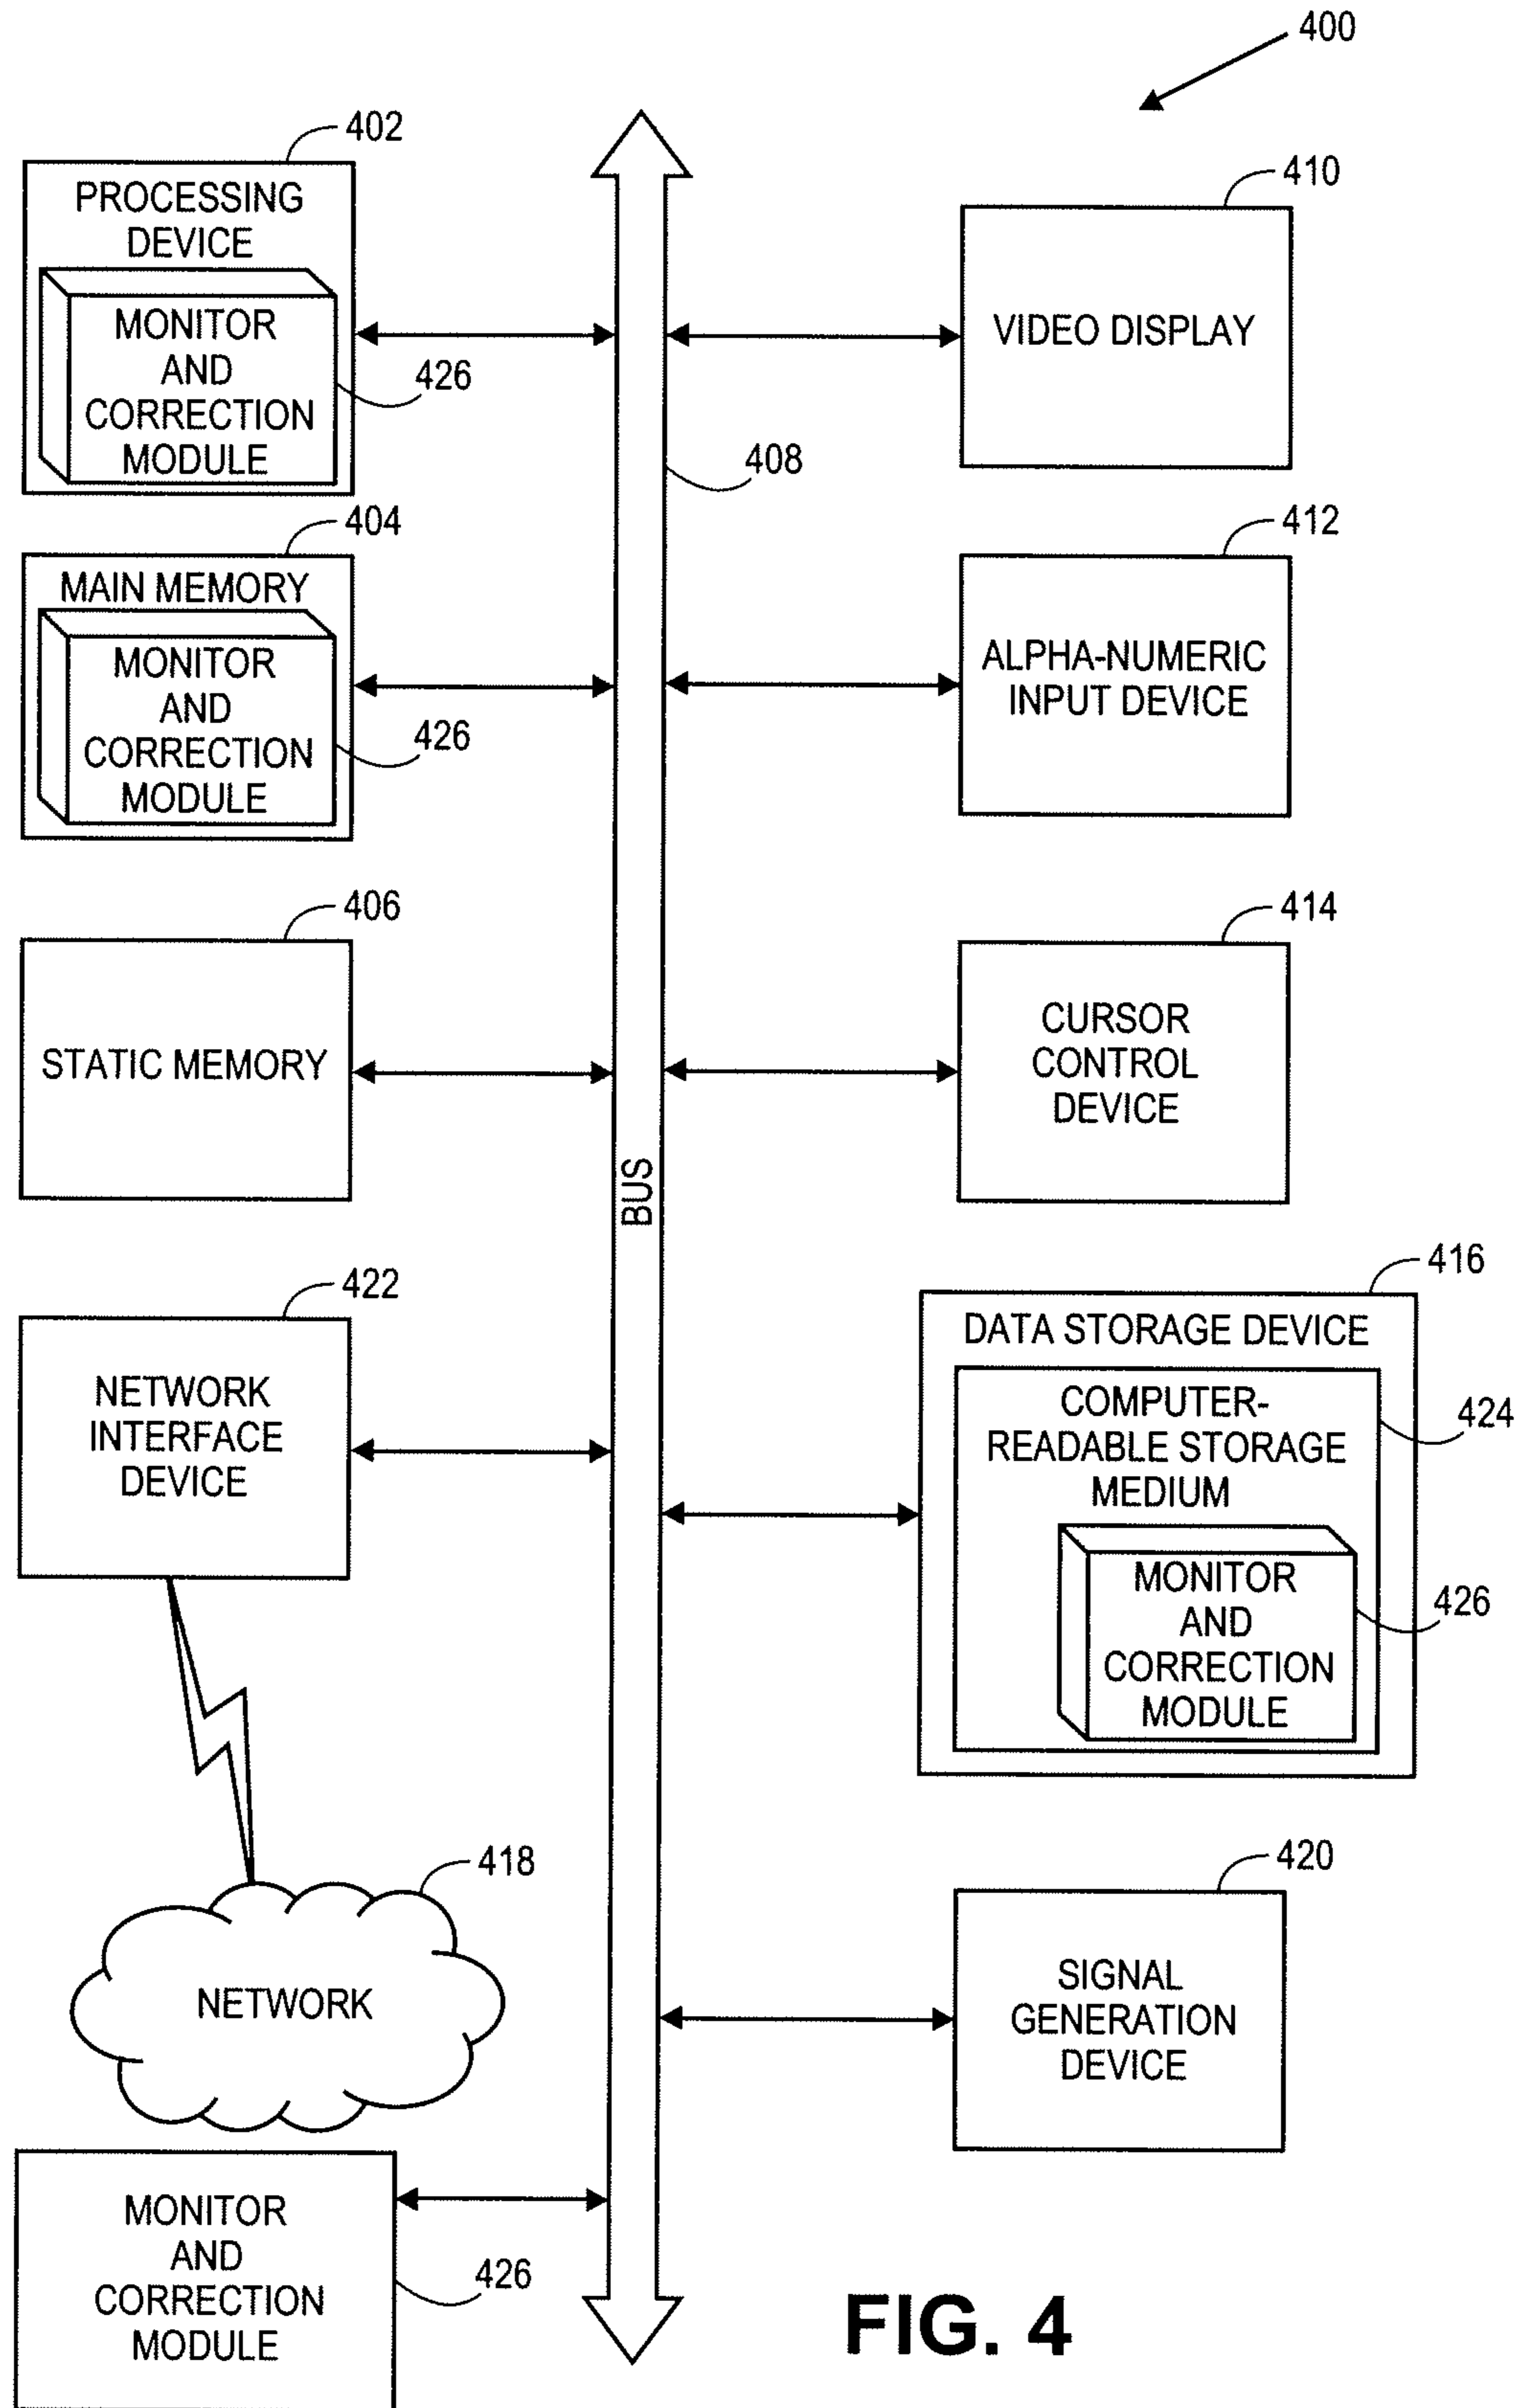 400
402
PROCESSING
DEVICE
MONITOR
AND
CORRECTION
MODULE
426
404
MAIN MEMORY
MONITOR
AND
CORRECTION
MODULE
426
406
STATIC MEMORY
422
NETWORK
INTERFACE
DEVICE
418
NETWORK
MONITOR
AND
CORRECTION
MODULE
426
408
BUS
410
VIDEO DISPLAY
412
ALPHA-NUMERIC
INPUT DEVICE
414
CURSOR
CONTROL
DEVICE
416
DATA STORAGE DEVICE
COMPUTER-
READABLE STORAGE
MEDIUM
424
MONITOR
AND
CORRECTION
MODULE
426
420
SIGNAL
GENERATION
DEVICE
FIG. 4